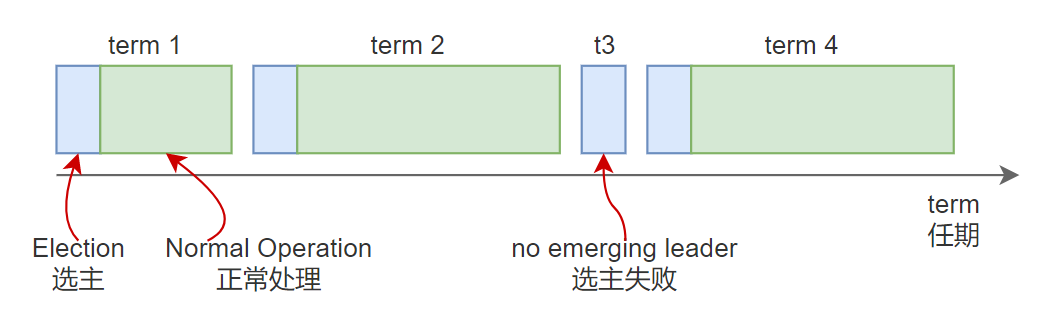 term 1
term 2
t3
term 4
term
任期
Election
选主
Normal Operation
正常处理
no emerging leader
选主失败